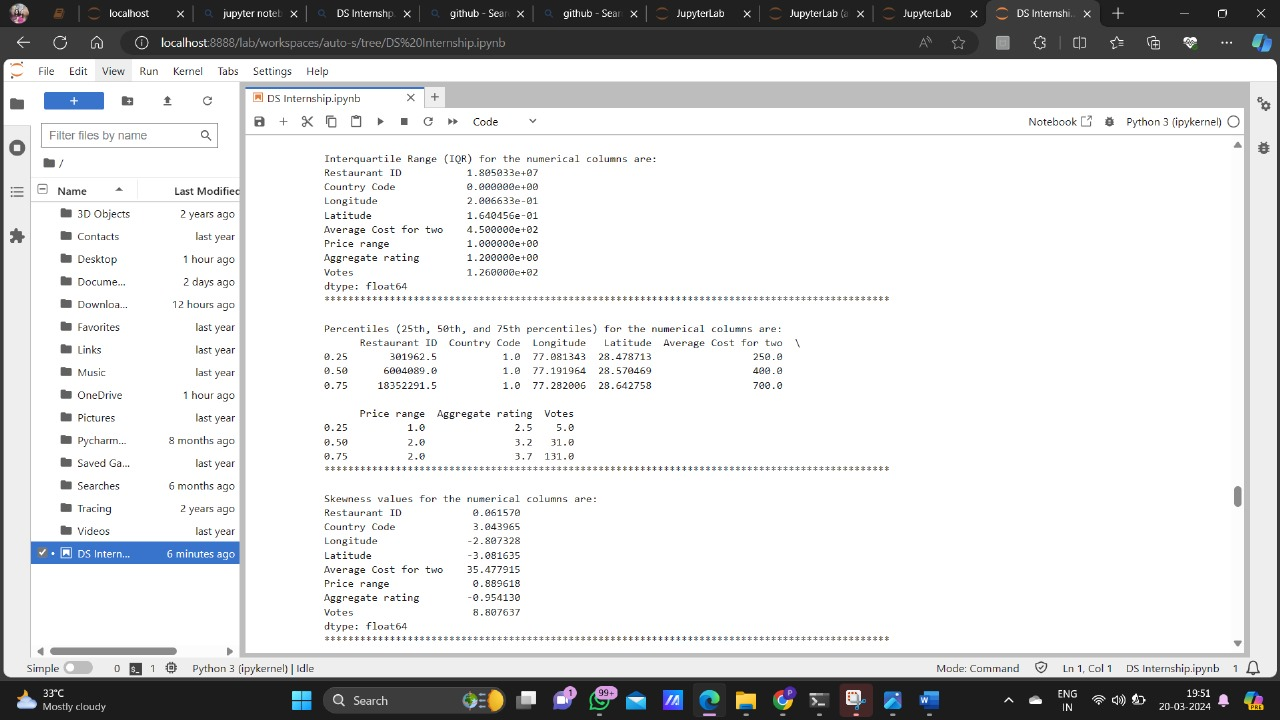 localhost
jupyter noteb
DS Internshp,
github - Sear
github - Sear
JupyterLab
JupyterLab (a
JupyterLab
DS Internshi
localhost:8888/lab/workspaces/auto-s/tree/DS%20Internship.ipynb
File Edit View Run Kernel Tabs Settings Help
DS Internship.ipynb
Code
Notebook
Python 3 (ipykernel)
Filter files by name
/
Name Last Modified
3D Objects 2 years ago
Contacts last year
Desktop 1 hour ago
Docume... 2 days ago
Downloa... 12 hours ago
Favorites last year
Links last year
Music last year
OneDrive 1 hour ago
Pictures last year
Pycharm... 8 months ago
Saved Ga... last year
Searches 6 months ago
Tracing 2 years ago
Videos last year
DS Intern... 6 minutes ago
Interquartile Range (IQR) for the numerical columns are:
Restaurant ID 1.805033e+07
Country Code 0.000000e+00
Longitude 2.006633e-01
Latitude 1.640456e-01
Average Cost for two 4.500000e+02
Price range 1.000000e+00
Aggregate rating 1.200000e+00
Votes 1.260000e+02
dtype: float64
***********************************************************************************************
Percentiles (25th, 50th, and 75th percentiles) for the numerical columns are:
Restaurant ID Country Code Longitude Latitude Average Cost for two \
0.25 301962.5 1.0 77.081343 28.478713 250.0
0.50 6004089.0 1.0 77.191964 28.570469 400.0
0.75 18352291.5 1.0 77.282006 28.642758 700.0
Price range Aggregate rating Votes
0.25 1.0 2.5 5.0
0.50 2.0 3.2 31.0
0.75 2.0 3.7 131.0
***********************************************************************************************
Skewness values for the numerical columns are:
Restaurant ID 0.061570
Country Code 3.043965
Longitude -2.807328
Latitude -3.081635
Average Cost for two 35.477915
Price range 0.889618
Aggregate rating -0.954130
Votes 8.807637
dtype: float64
***********************************************************************************************
Simple 0 1 Python 3 (ipykernel) | Idle
Mode: Command Ln 1, Col 1 DS Internship.ipynb 1
33°C
Mostly cloudy
Search
1
99+
P
ENG
IN
19:51
20-03-2024
PRE